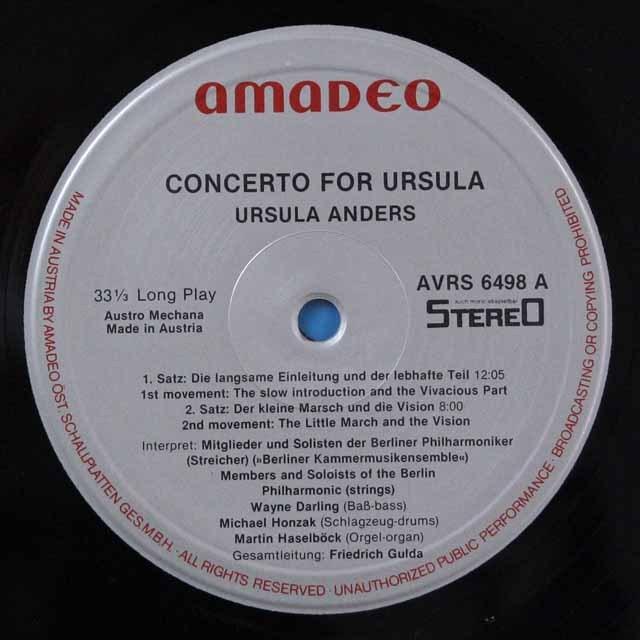 amaDEO
CONCERTO FOR URSULA
URSULA ANDERS
33⅓ Long Play
Austro Mechana
Made in Austria
AVRS 6498 A
auch mono abspielbar
STEREO
1. Satz: Die langsame Einleitung und der lebhafte Teil 12:05
1st movement: The slow introduction and the Vivacious Part
2. Satz: Der kleine Marsch und die Vision 8:00
2nd movement: The Little March and the Vision
Interpret: Mitglieder und Solisten der Berliner Philharmoniker
(Streicher) (»Berliner Kammermusikensemble«)
Members and Soloists of the Berlin
Philharmonic (strings)
Wayne Darling (Baß-bass)
Michael Honzak (Schlagzeug-drums)
Martin Haselböck (Orgel-organ)
Gesamtleitung: Friedrich Gulda
MADE IN AUSTRIA BY AMADEO ÖST. SCHALLPLATTEN GES.M.B.H. · ALL RIGHTS RESERVED · UNAUTHORIZED PUBLIC PERFORMANCE · BROADCASTING OR COPYING PROHIBITED